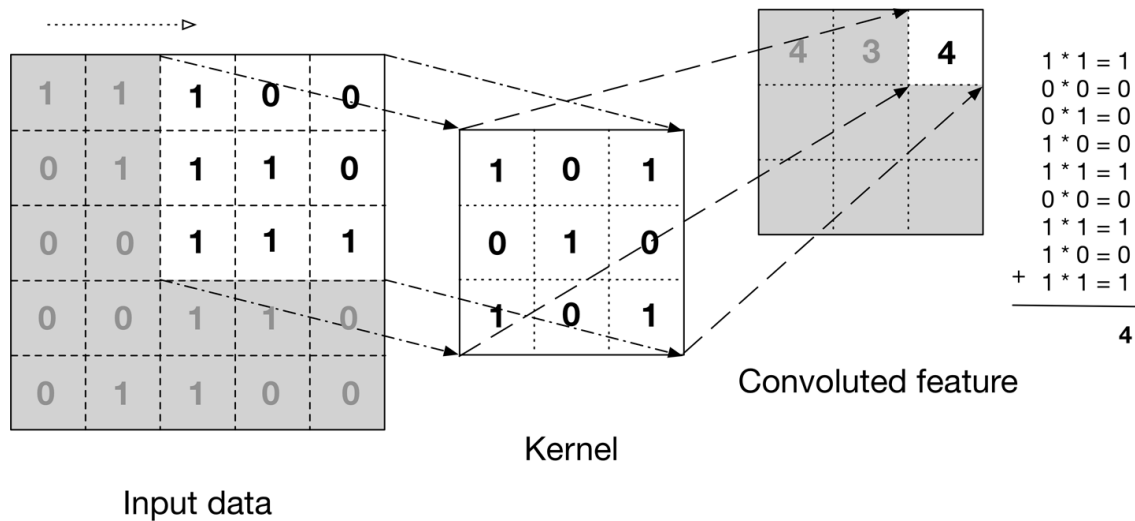 1 1 1 0 0
0 1 1 1 0
0 0 1 1 1
0 0 1 1 0
0 1 1 0 0
Input data
1 0 1
0 1 0
1 0 1
Kernel
4 3 4
Convoluted feature
1 * 1 = 1
0 * 0 = 0
0 * 1 = 0
1 * 0 = 0
1 * 1 = 1
0 * 0 = 0
1 * 1 = 1
1 * 0 = 0
+ 1 * 1 = 1
4